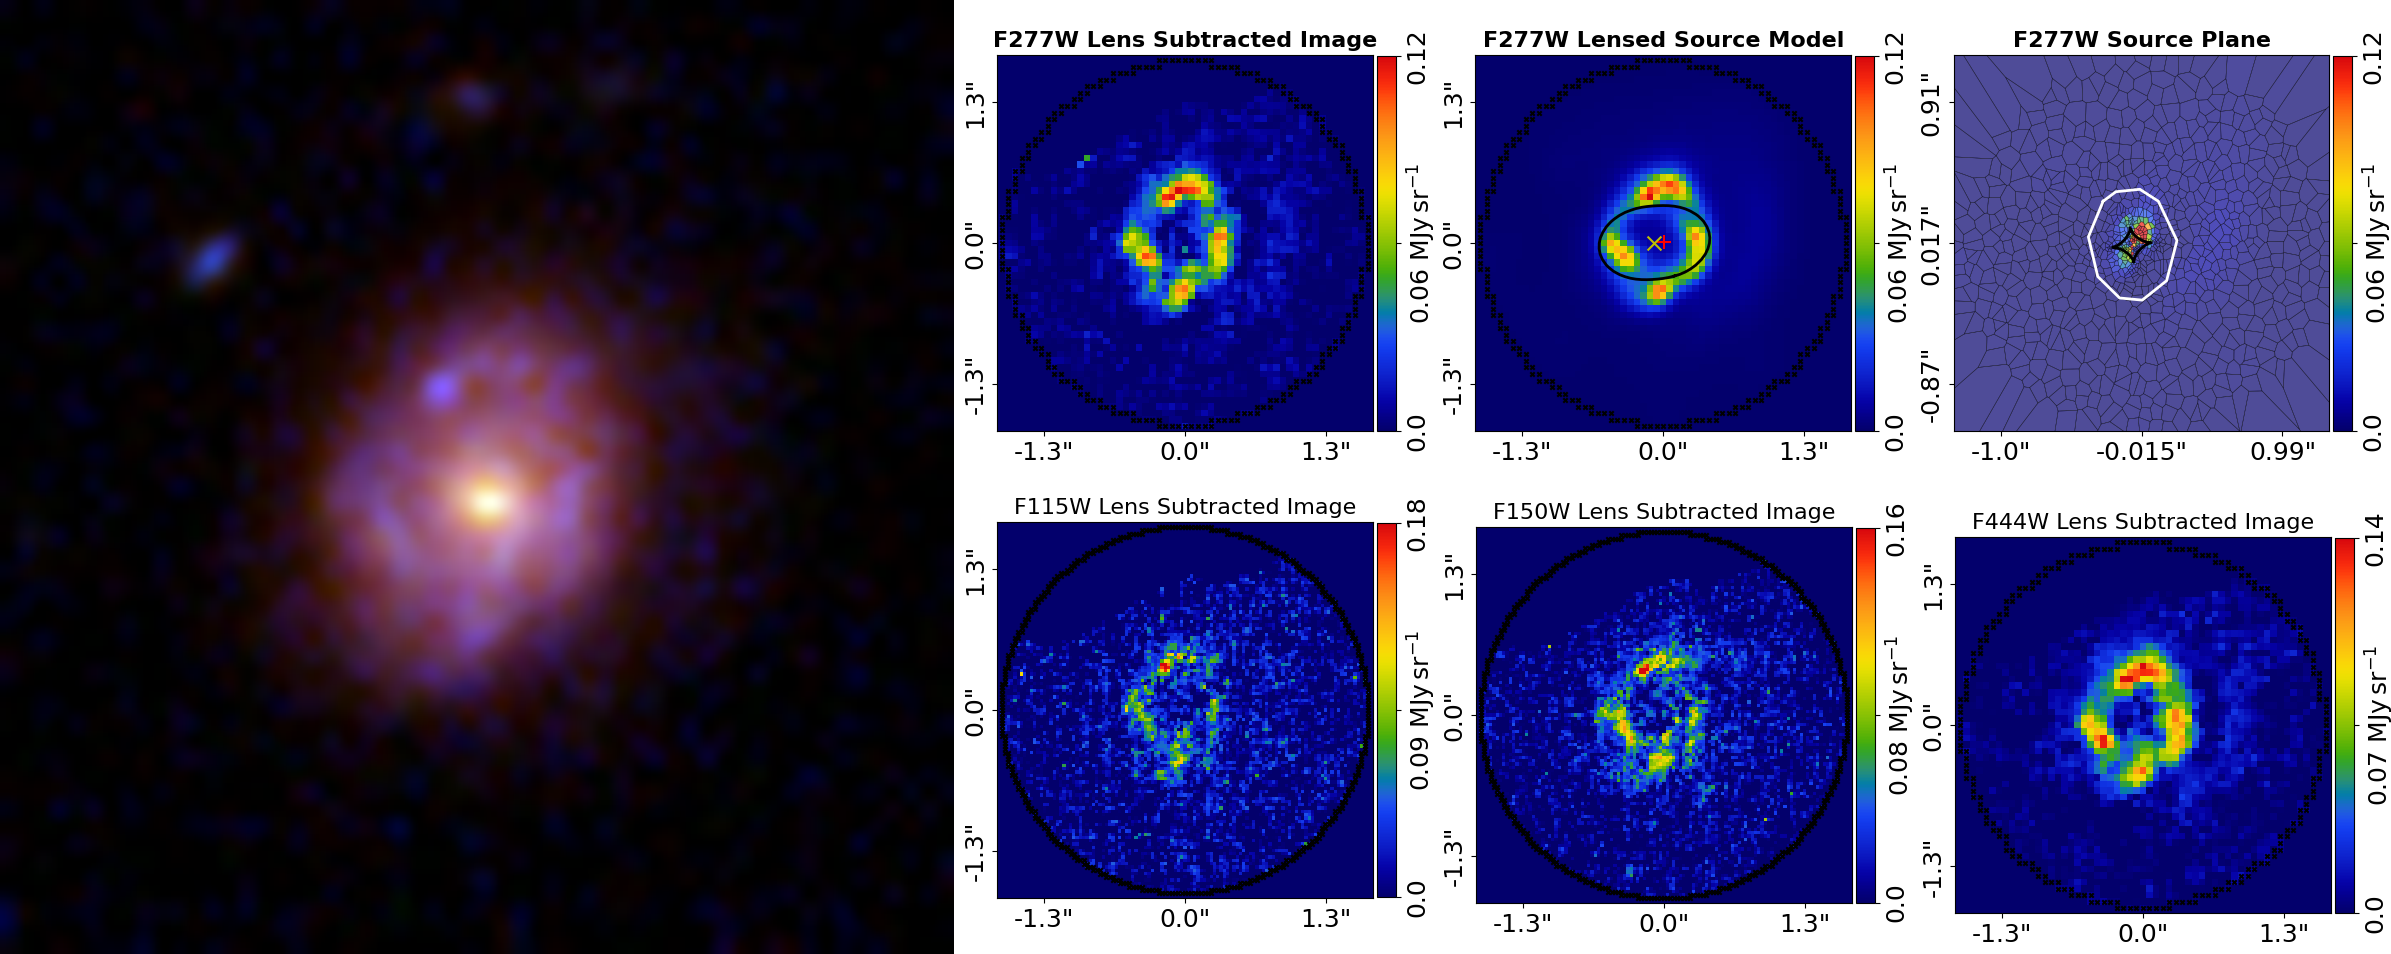 F277W Lens Subtracted Image
1.3"
0.0"
-1.3"
-1.3" 0.0" 1.3"
0.12
0.06 MJy sr⁻¹
0.0
F277W Lensed Source Model
1.3"
0.0"
-1.3"
-1.3" 0.0" 1.3"
0.12
0.06 MJy sr⁻¹
0.0
F277W Source Plane
0.91"
0.017"
-0.87"
-1.0" -0.015" 0.99"
0.12
0.06 MJy sr⁻¹
0.0
F115W Lens Subtracted Image
1.3"
0.0"
-1.3"
-1.3" 0.0" 1.3"
0.18
0.09 MJy sr⁻¹
0.0
F150W Lens Subtracted Image
1.3"
0.0"
-1.3"
-1.3" 0.0" 1.3"
0.16
0.08 MJy sr⁻¹
0.0
F444W Lens Subtracted Image
1.3"
0.0"
-1.3"
-1.3" 0.0" 1.3"
0.14
0.07 MJy sr⁻¹
0.0